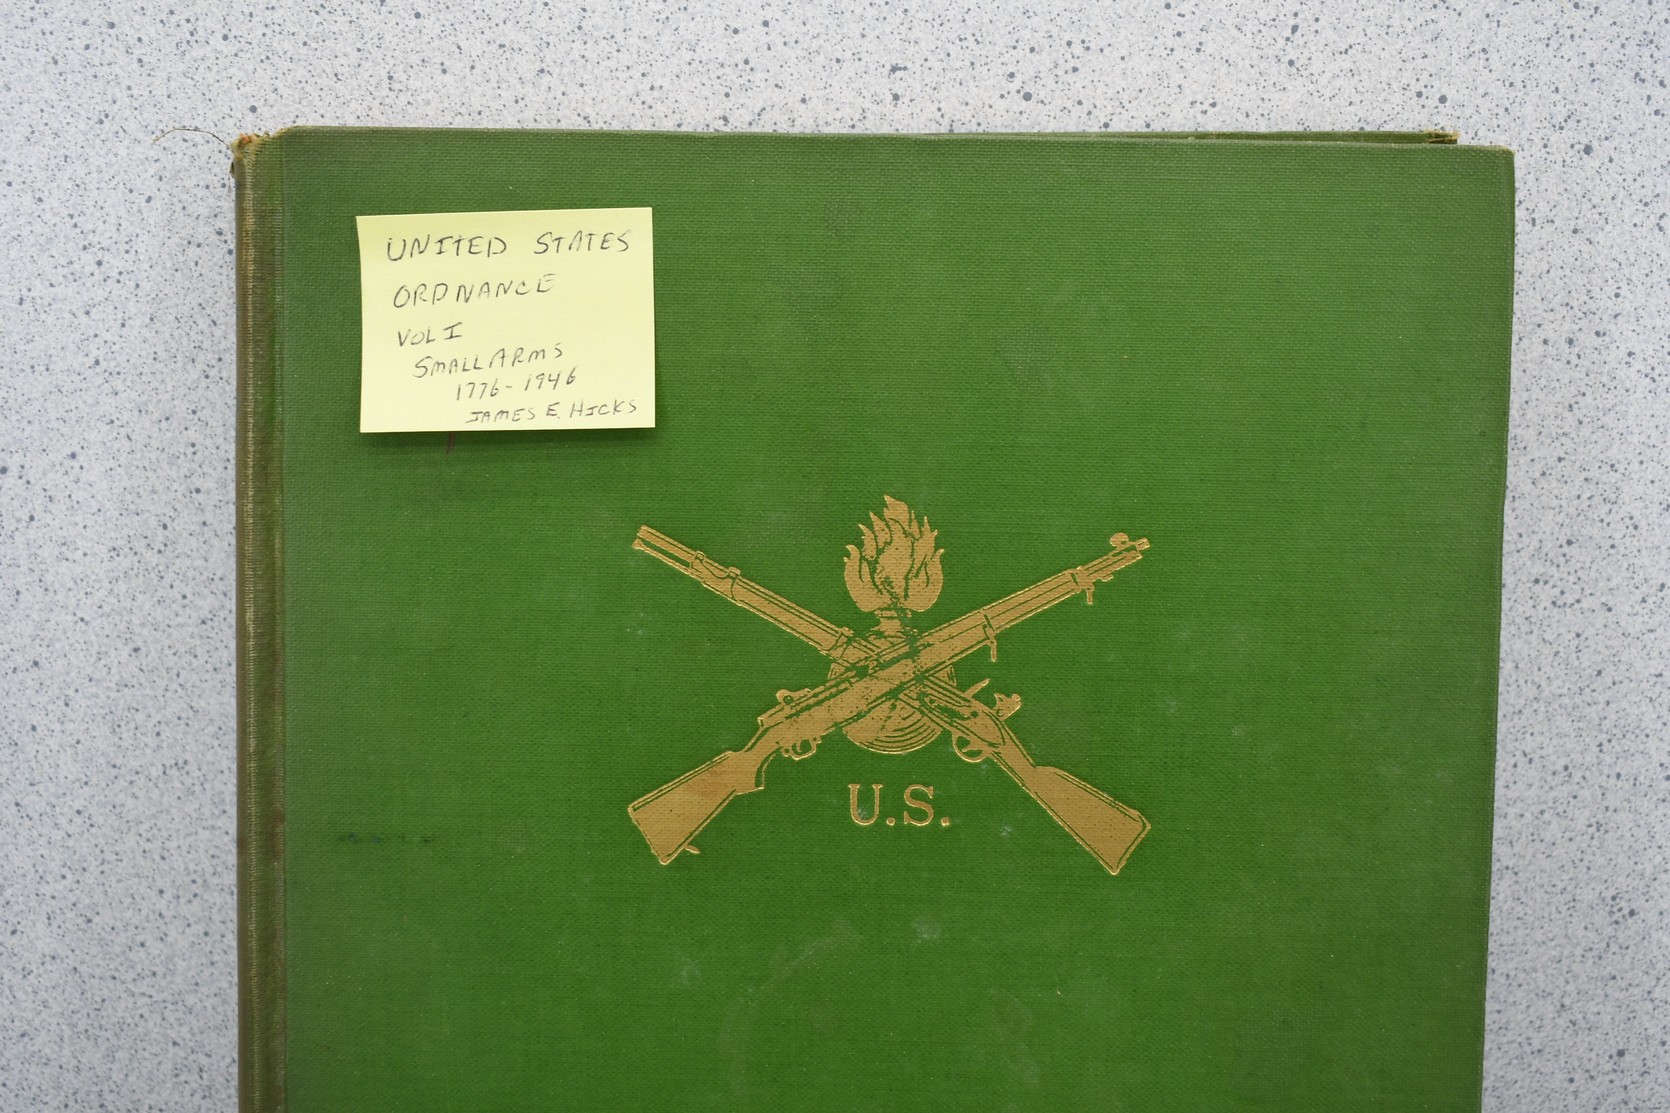 UNITED STATES
ORDNANCE
VOL I
SMALL ARMS
1776-1946
JAMES E. HICKS
U.S.